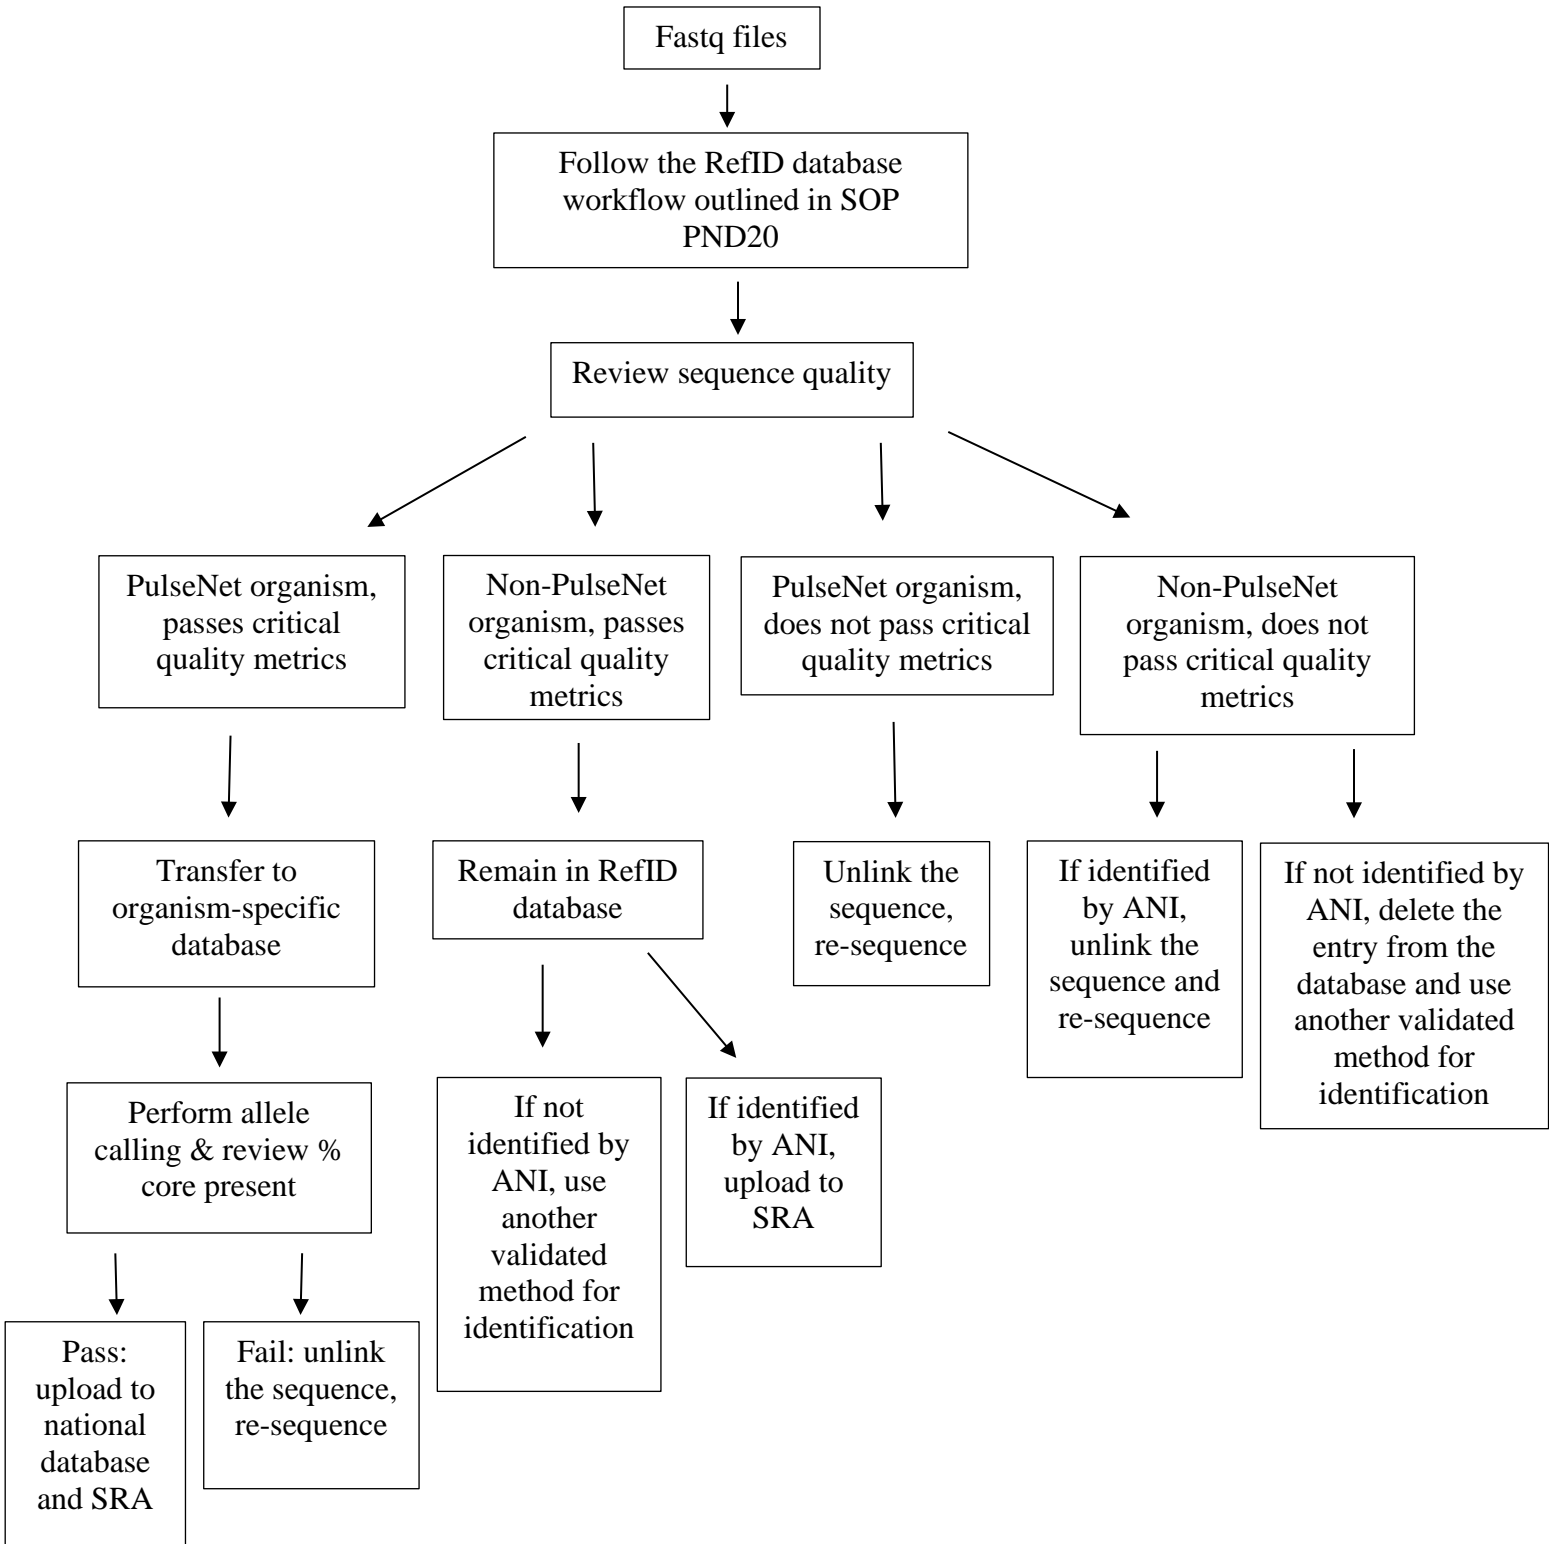 Fastq files
Follow the RefID database
workflow outlined in SOP
PND20
Review sequence quality
PulseNet organism,
passes critical
quality metrics
Non-PulseNet
organism, passes
critical quality
metrics
PulseNet organism,
does not pass critical
quality metrics
Non-PulseNet
organism, does not
pass critical quality
metrics
Transfer to
organism-specific
database
Remain in RefID
database
Unlink the
sequence,
re-sequence
If identified
by ANI,
unlink the
sequence and
re-sequence
If not identified by
ANI, delete the
entry from the
database and use
another validated
method for
identification
Perform allele
calling & review %
core present
If not
identified by
ANI, use
another
validated
method for
identification
If identified
by ANI,
upload to
SRA
Pass:
upload to
national
database
and SRA
Fail: unlink
the sequence,
re-sequence